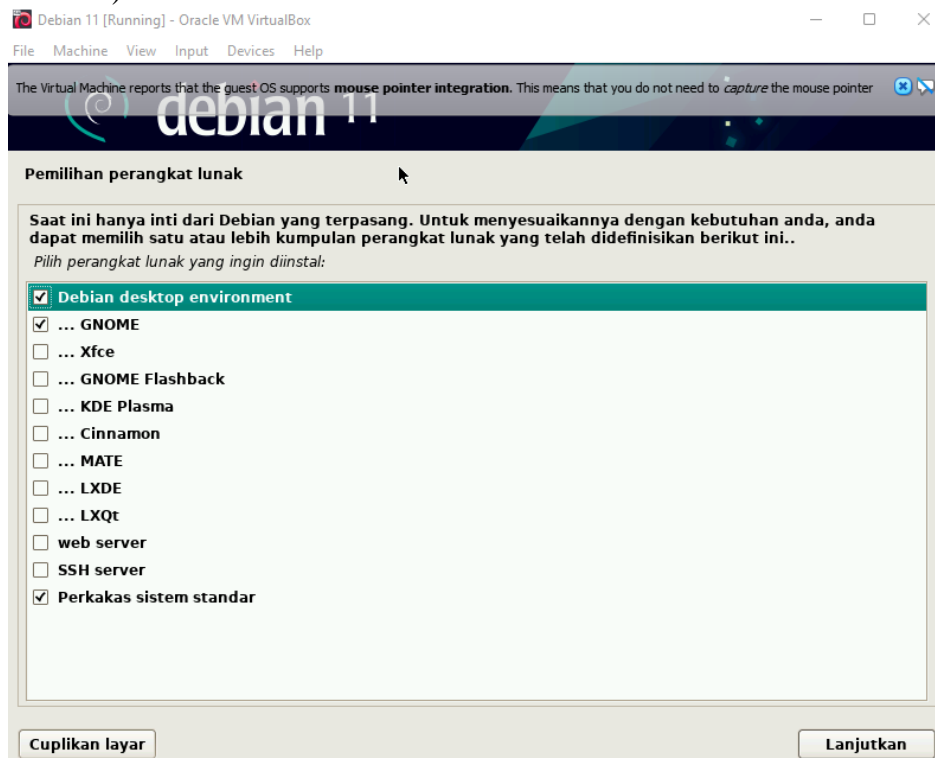 Debian 11 [Running] - Oracle VM VirtualBox
File Machine View Input Devices Help
The Virtual Machine reports that the guest OS supports mouse pointer integration. This means that you do not need to capture the mouse pointer
debian 11
Pemilihan perangkat lunak
Saat ini hanya inti dari Debian yang terpasang. Untuk menyesuaikannya dengan kebutuhan anda, anda
dapat memilih satu atau lebih kumpulan perangkat lunak yang telah didefinisikan berikut ini..
Pilih perangkat lunak yang ingin diinstal:
Debian desktop environment
... GNOME
... Xfce
... GNOME Flashback
... KDE Plasma
... Cinnamon
... MATE
... LXDE
... LXQt
web server
SSH server
Perkakas sistem standar
Cuplikan layar
Lanjutkan